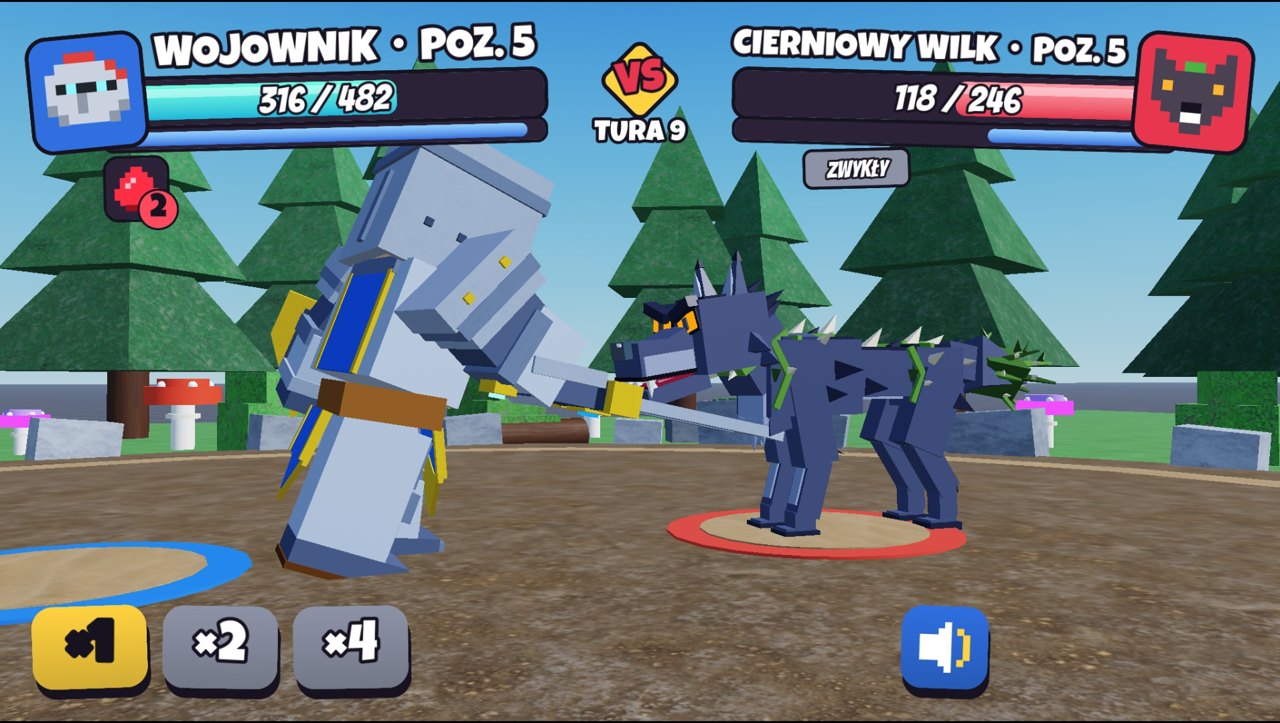 WOJOWNIK • POZ. 5
316 / 482
2
VS
TURA 9
CIERNIOWY WILK • POZ. 5
118 / 246
ZWYKŁY
×1
×2
×4